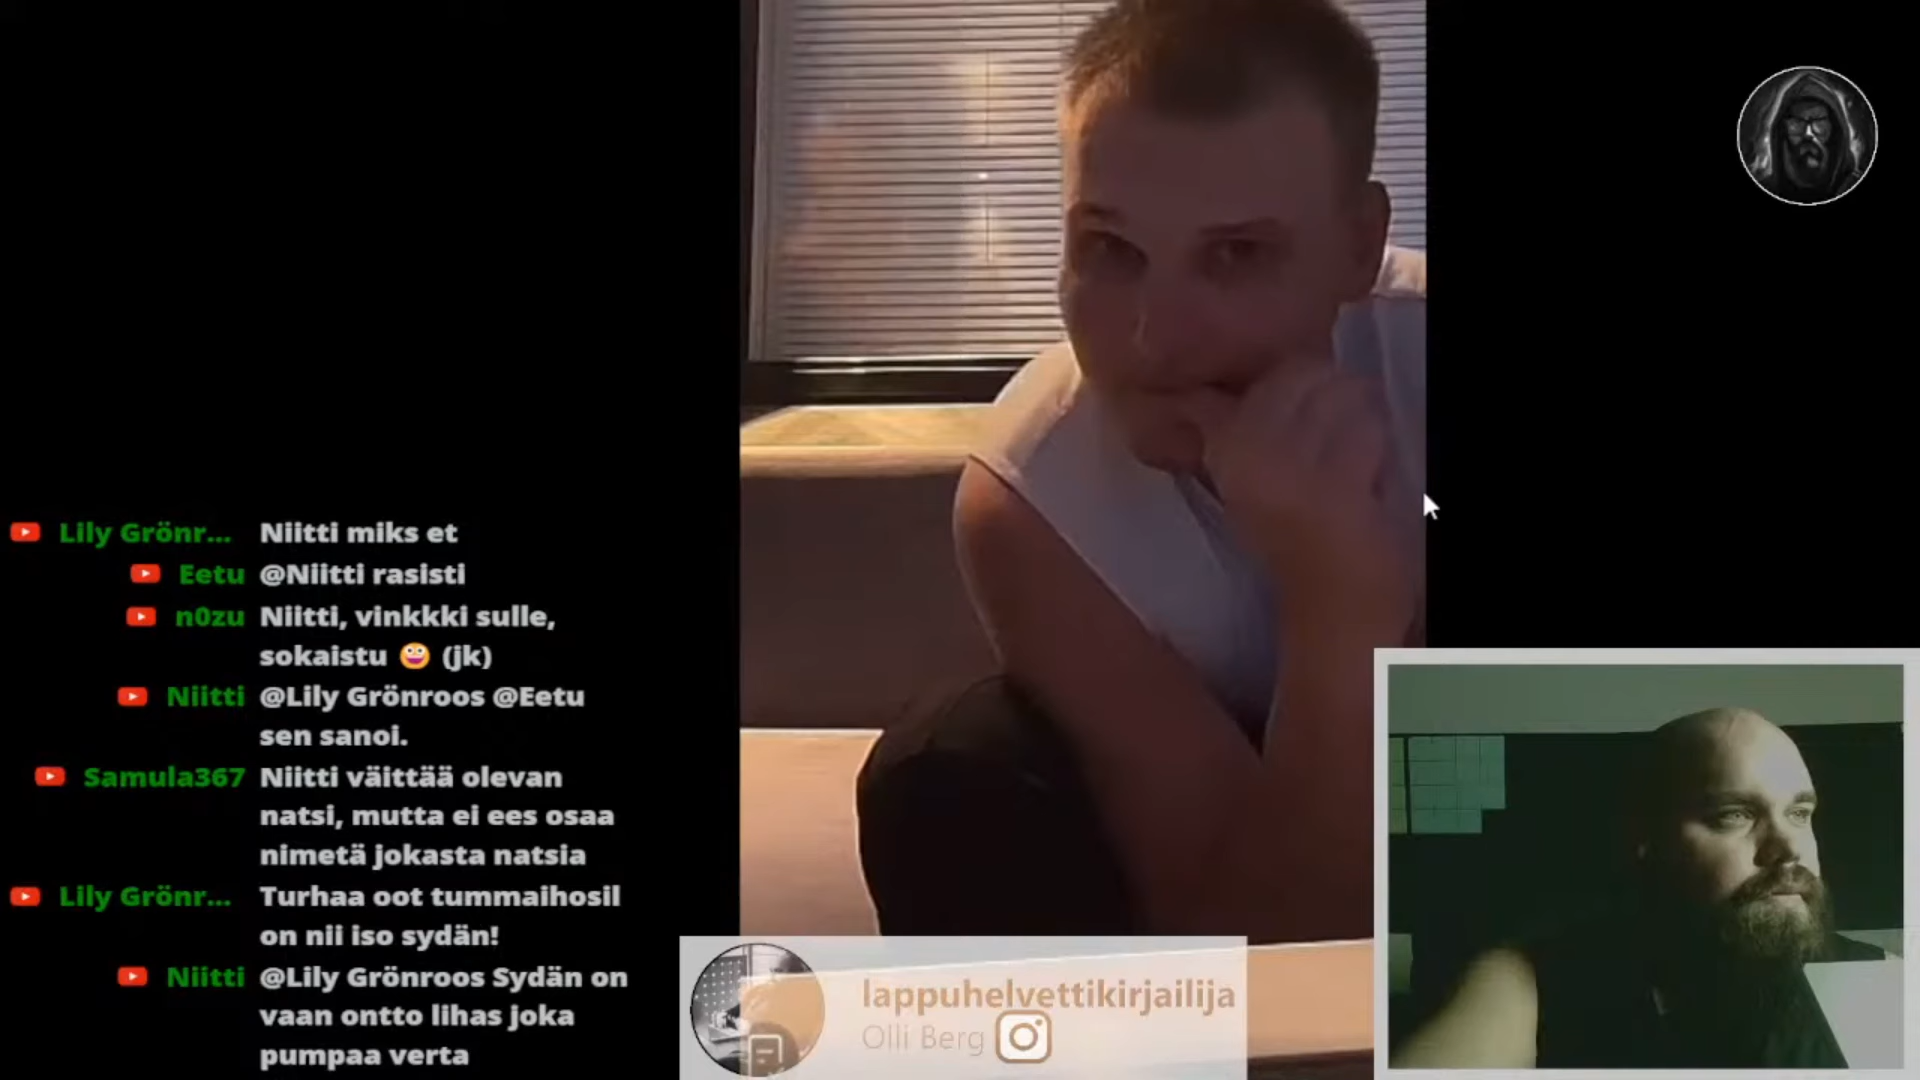 Lily Grönr... Niitti miks et
Eetu @Niitti rasisti
n0zu Niitti, vinkkki sulle,
sokaistu 😀 (jk)
Niitti @Lily Grönroos @Eetu
sen sanoi.
Samula367 Niitti väittää olevan
natsi, mutta ei ees osaa
nimetä jokasta natsia
Lily Grönr... Turhaa oot tummaihosil
on nii iso sydän!
Niitti @Lily Grönroos Sydän on
vaan ontto lihas joka
pumpaa verta
lappuhelvettikirjailija
Olli Berg